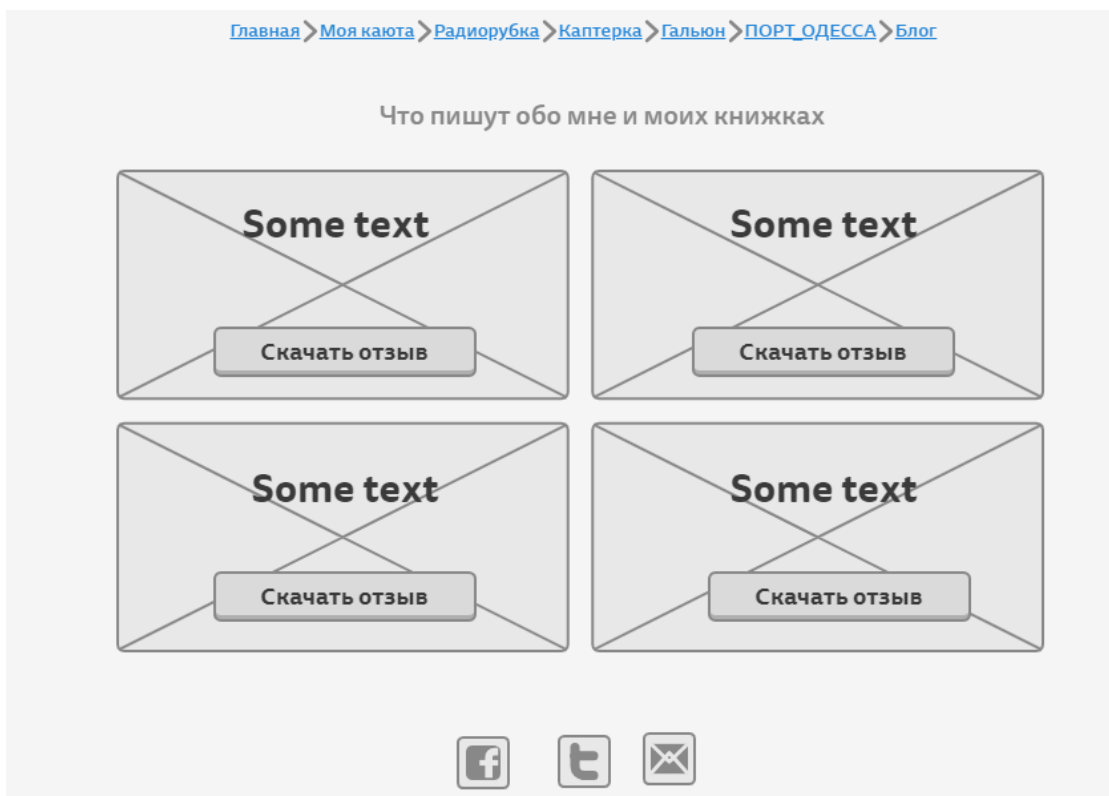 Главная Моя каюта Радиорубка Каптерка Гальюн ПОРТ_ОДЕССА Блог
Что пишут обо мне и моих книжках
Some text Some text
Скачать отзыв Скачать отзыв
Some text Some text
Скачать отзыв Скачать отзыв